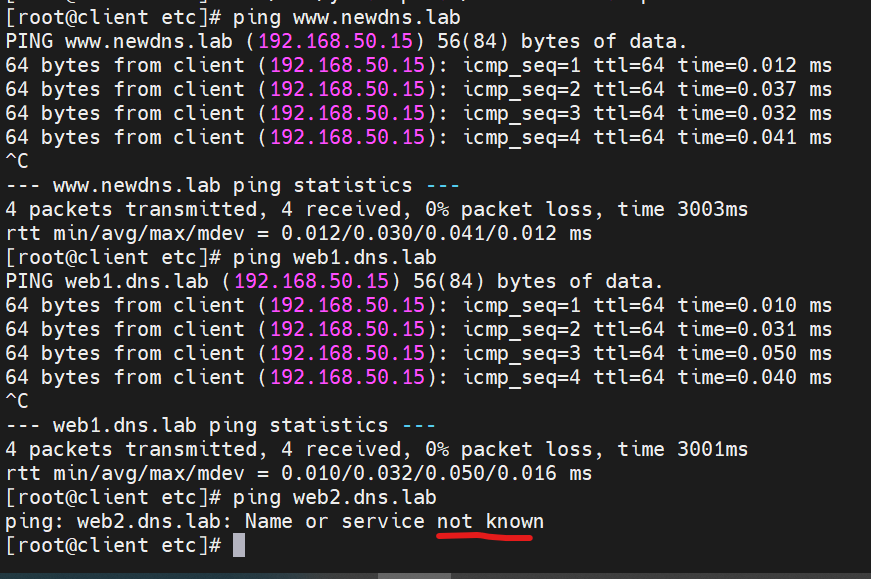 [root@client etc]# ping www.newdns.lab
PING www.newdns.lab (192.168.50.15) 56(84) bytes of data.
64 bytes from client (192.168.50.15): icmp_seq=1 ttl=64 time=0.012 ms
64 bytes from client (192.168.50.15): icmp_seq=2 ttl=64 time=0.037 ms
64 bytes from client (192.168.50.15): icmp_seq=3 ttl=64 time=0.032 ms
64 bytes from client (192.168.50.15): icmp_seq=4 ttl=64 time=0.041 ms
^C
--- www.newdns.lab ping statistics ---
4 packets transmitted, 4 received, 0% packet loss, time 3003ms
rtt min/avg/max/mdev = 0.012/0.030/0.041/0.012 ms
[root@client etc]# ping web1.dns.lab
PING web1.dns.lab (192.168.50.15) 56(84) bytes of data.
64 bytes from client (192.168.50.15): icmp_seq=1 ttl=64 time=0.010 ms
64 bytes from client (192.168.50.15): icmp_seq=2 ttl=64 time=0.031 ms
64 bytes from client (192.168.50.15): icmp_seq=3 ttl=64 time=0.050 ms
64 bytes from client (192.168.50.15): icmp_seq=4 ttl=64 time=0.040 ms
^C
--- web1.dns.lab ping statistics ---
4 packets transmitted, 4 received, 0% packet loss, time 3001ms
rtt min/avg/max/mdev = 0.010/0.032/0.050/0.016 ms
[root@client etc]# ping web2.dns.lab
ping: web2.dns.lab: Name or service not known
[root@client etc]#